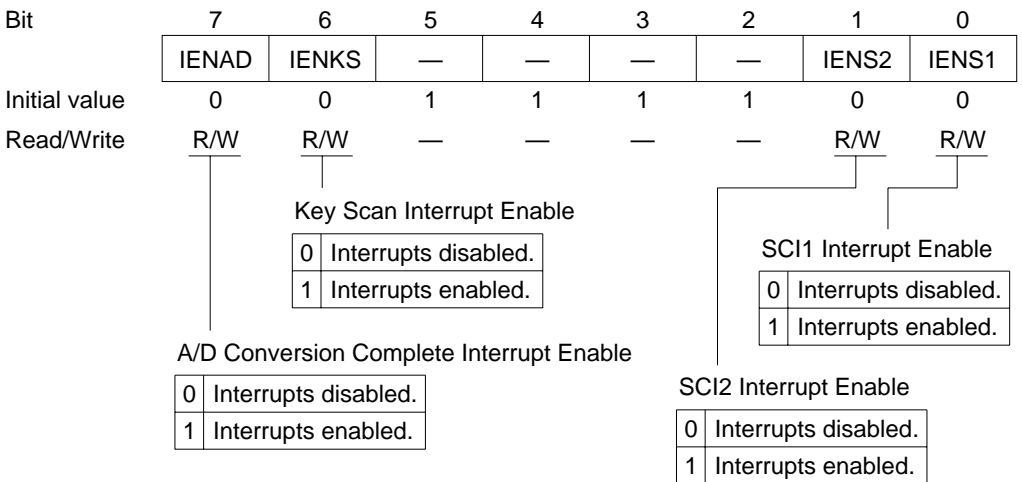 Bit 7 6 5 4 3 2 1 0
IENAD IENKS — — — — IENS2 IENS1
Initial value 0 0 1 1 1 1 0 0
Read/Write R/W R/W — — — — R/W R/W
Key Scan Interrupt Enable
0 Interrupts disabled.
1 Interrupts enabled.
SCI1 Interrupt Enable
0 Interrupts disabled.
1 Interrupts enabled.
A/D Conversion Complete Interrupt Enable
0 Interrupts disabled.
1 Interrupts enabled.
SCI2 Interrupt Enable
0 Interrupts disabled.
1 Interrupts enabled.